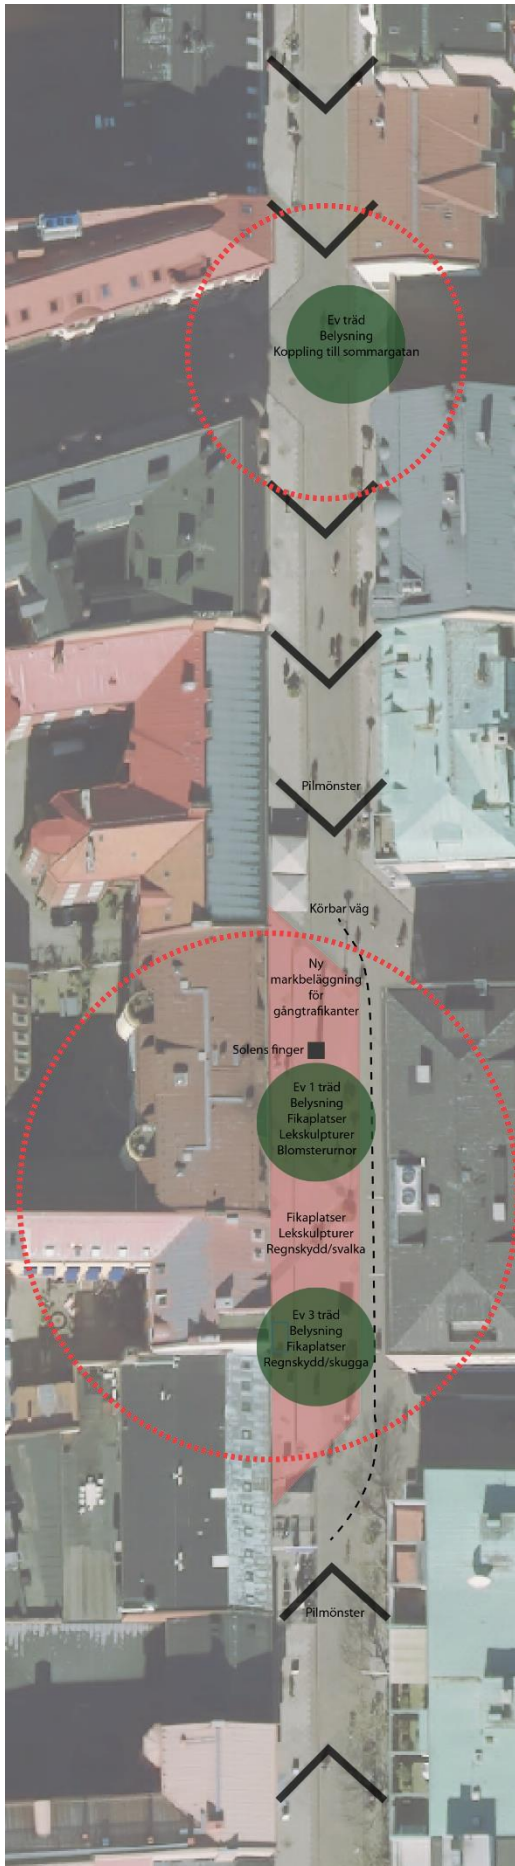 Ev träd
Belysning
Koppling till sommargatan
Pilmönster
Körbar väg
Ny
markbeläggning
för
gångtrafikanter
Solens finger
Ev 1 träd
Belysning
Fikaplatser
Lekskulpturer
Blomsterurnor
Fikaplatser
Lekskulpturer
Regnskydd/svalka
Ev 3 träd
Belysning
Fikaplatser
Regnskydd/skugga
Pilmönster